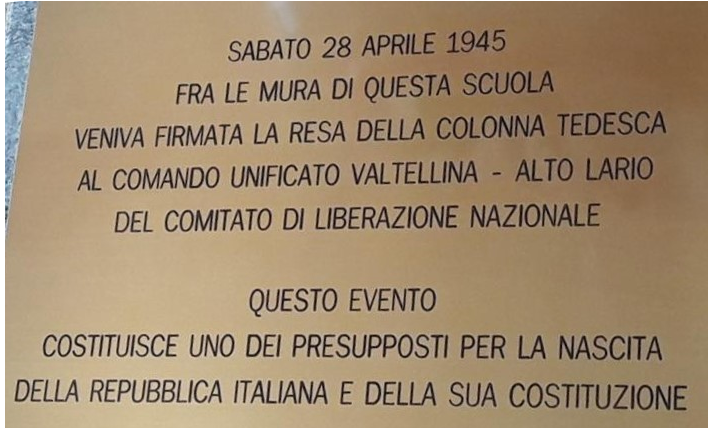 SABATO 28 APRILE 1945
FRA LE MURA DI QUESTA SCUOLA
VENIVA FIRMATA LA RESA DELLA COLONNA TEDESCA
AL COMANDO UNIFICATO VALTELLINA - ALTO LARIO
DEL COMITATO DI LIBERAZIONE NAZIONALE
QUESTO EVENTO
COSTITUISCE UNO DEI PRESUPPOSTI PER LA NASCITA
DELLA REPUBBLICA ITALIANA E DELLA SUA COSTITUZIONE